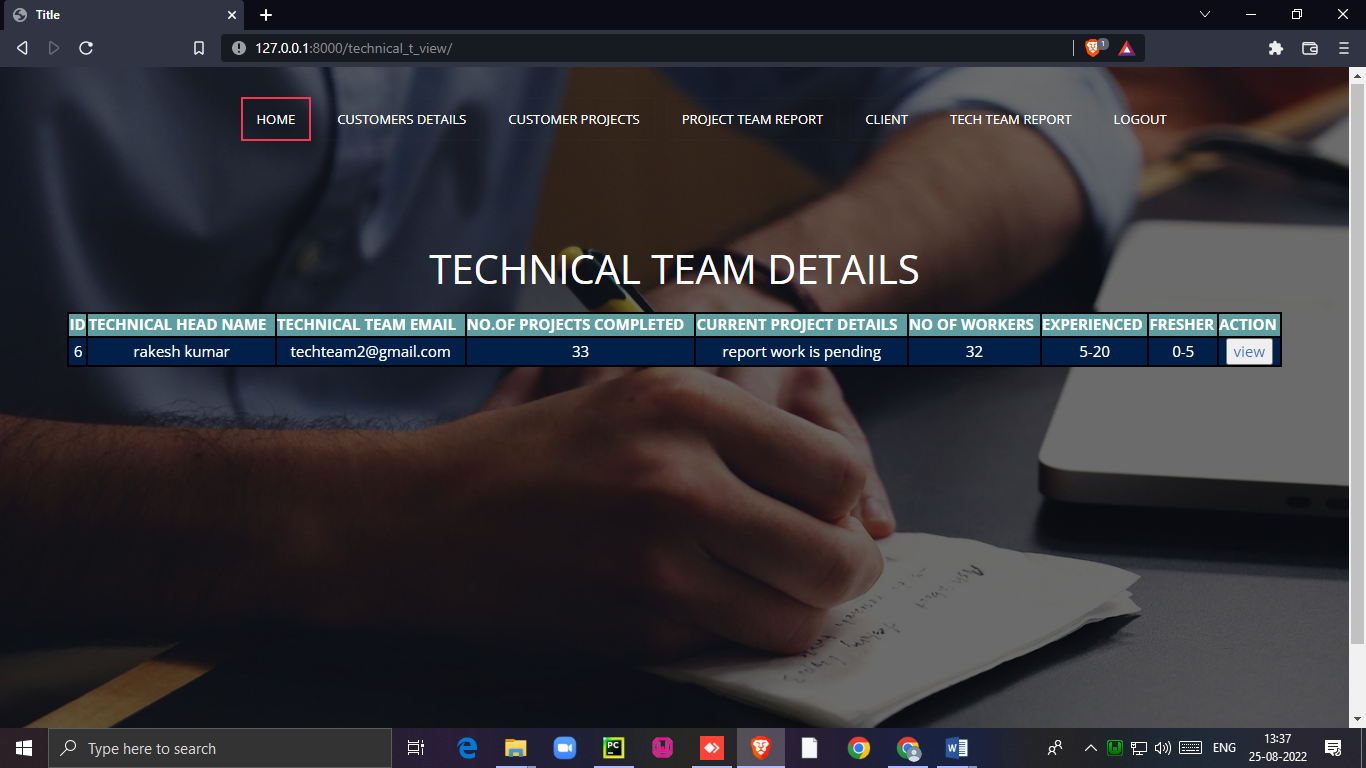 Title
127.0.0.1:8000/technical_t_view/
1
HOME CUSTOMERS DETAILS CUSTOMER PROJECTS PROJECT TEAM REPORT CLIENT TECH TEAM REPORT LOGOUT
TECHNICAL TEAM DETAILS
ID TECHNICAL HEAD NAME TECHNICAL TEAM EMAIL NO.OF PROJECTS COMPLETED CURRENT PROJECT DETAILS NO OF WORKERS EXPERIENCED FRESHER ACTION
6 rakesh kumar techteam2@gmail.com 33 report work is pending 32 5-20 0-5 view
Type here to search
PC
W
ENG
13:37
25-08-2022